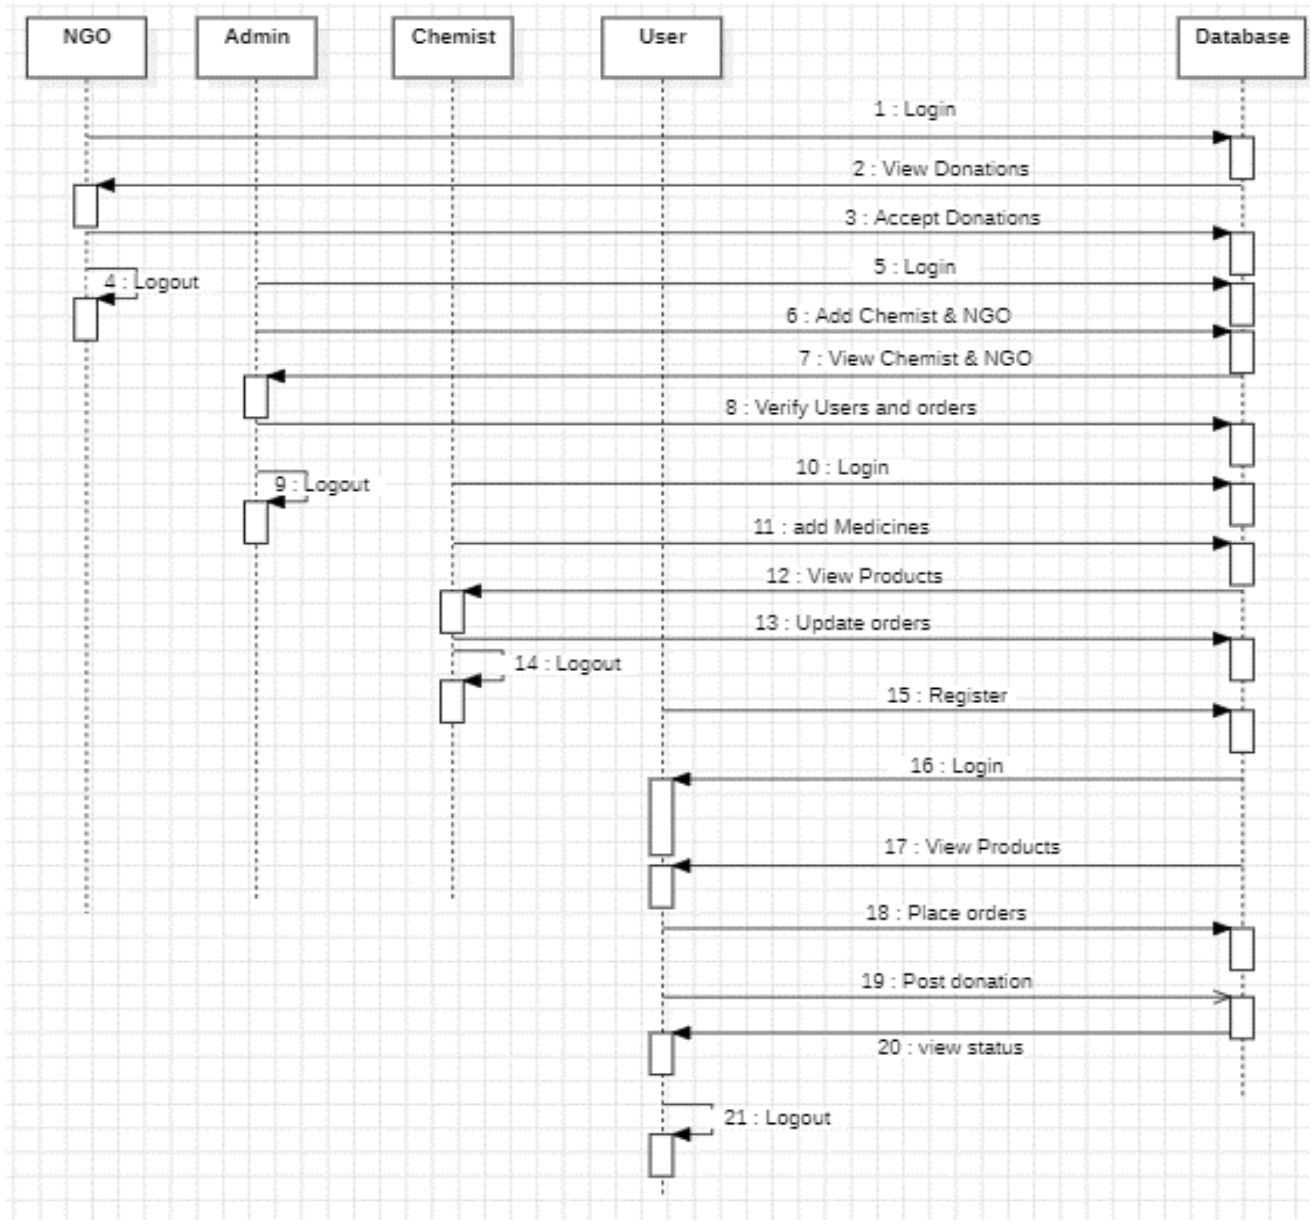 NGO
Admin
Chemist
User
Database
1 : Login
2 : View Donations
3 : Accept Donations
4 : Logout
5 : Login
6 : Add Chemist & NGO
7 : View Chemist & NGO
8 : Verify Users and orders
9 : Logout
10 : Login
11 : add Medicines
12 : View Products
13 : Update orders
14 : Logout
15 : Register
16 : Login
17 : View Products
18 : Place orders
19 : Post donation
20 : view status
21 : Logout